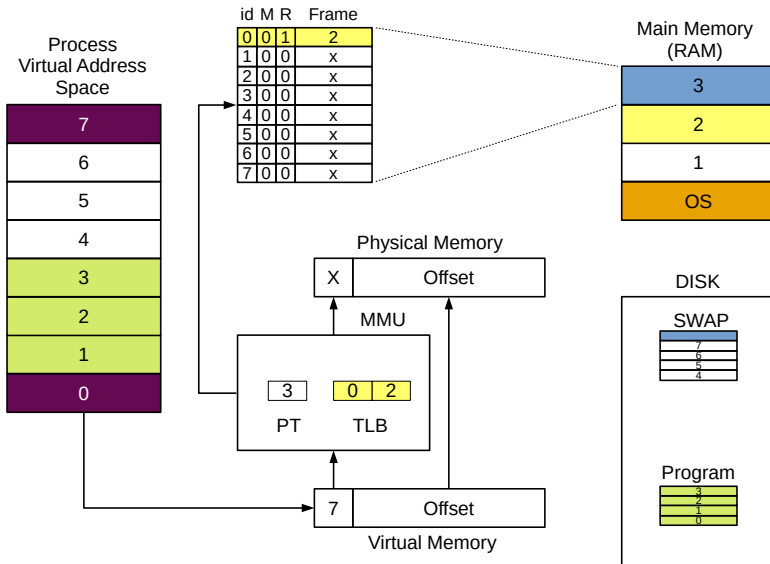 id M R Frame
0 0 1 2
1 0 0 x
2 0 0 x
3 0 0 x
4 0 0 x
5 0 0 x
6 0 0 x
7 0 0 x
Process
Virtual Address
Space
7
6
5
4
3
2
1
0
Main Memory
(RAM)
3
2
1
OS
Physical Memory
X Offset
MMU
3 0 2
PT TLB
7 Offset
Virtual Memory
DISK
SWAP
7
6
5
4
Program
3
2
1
0